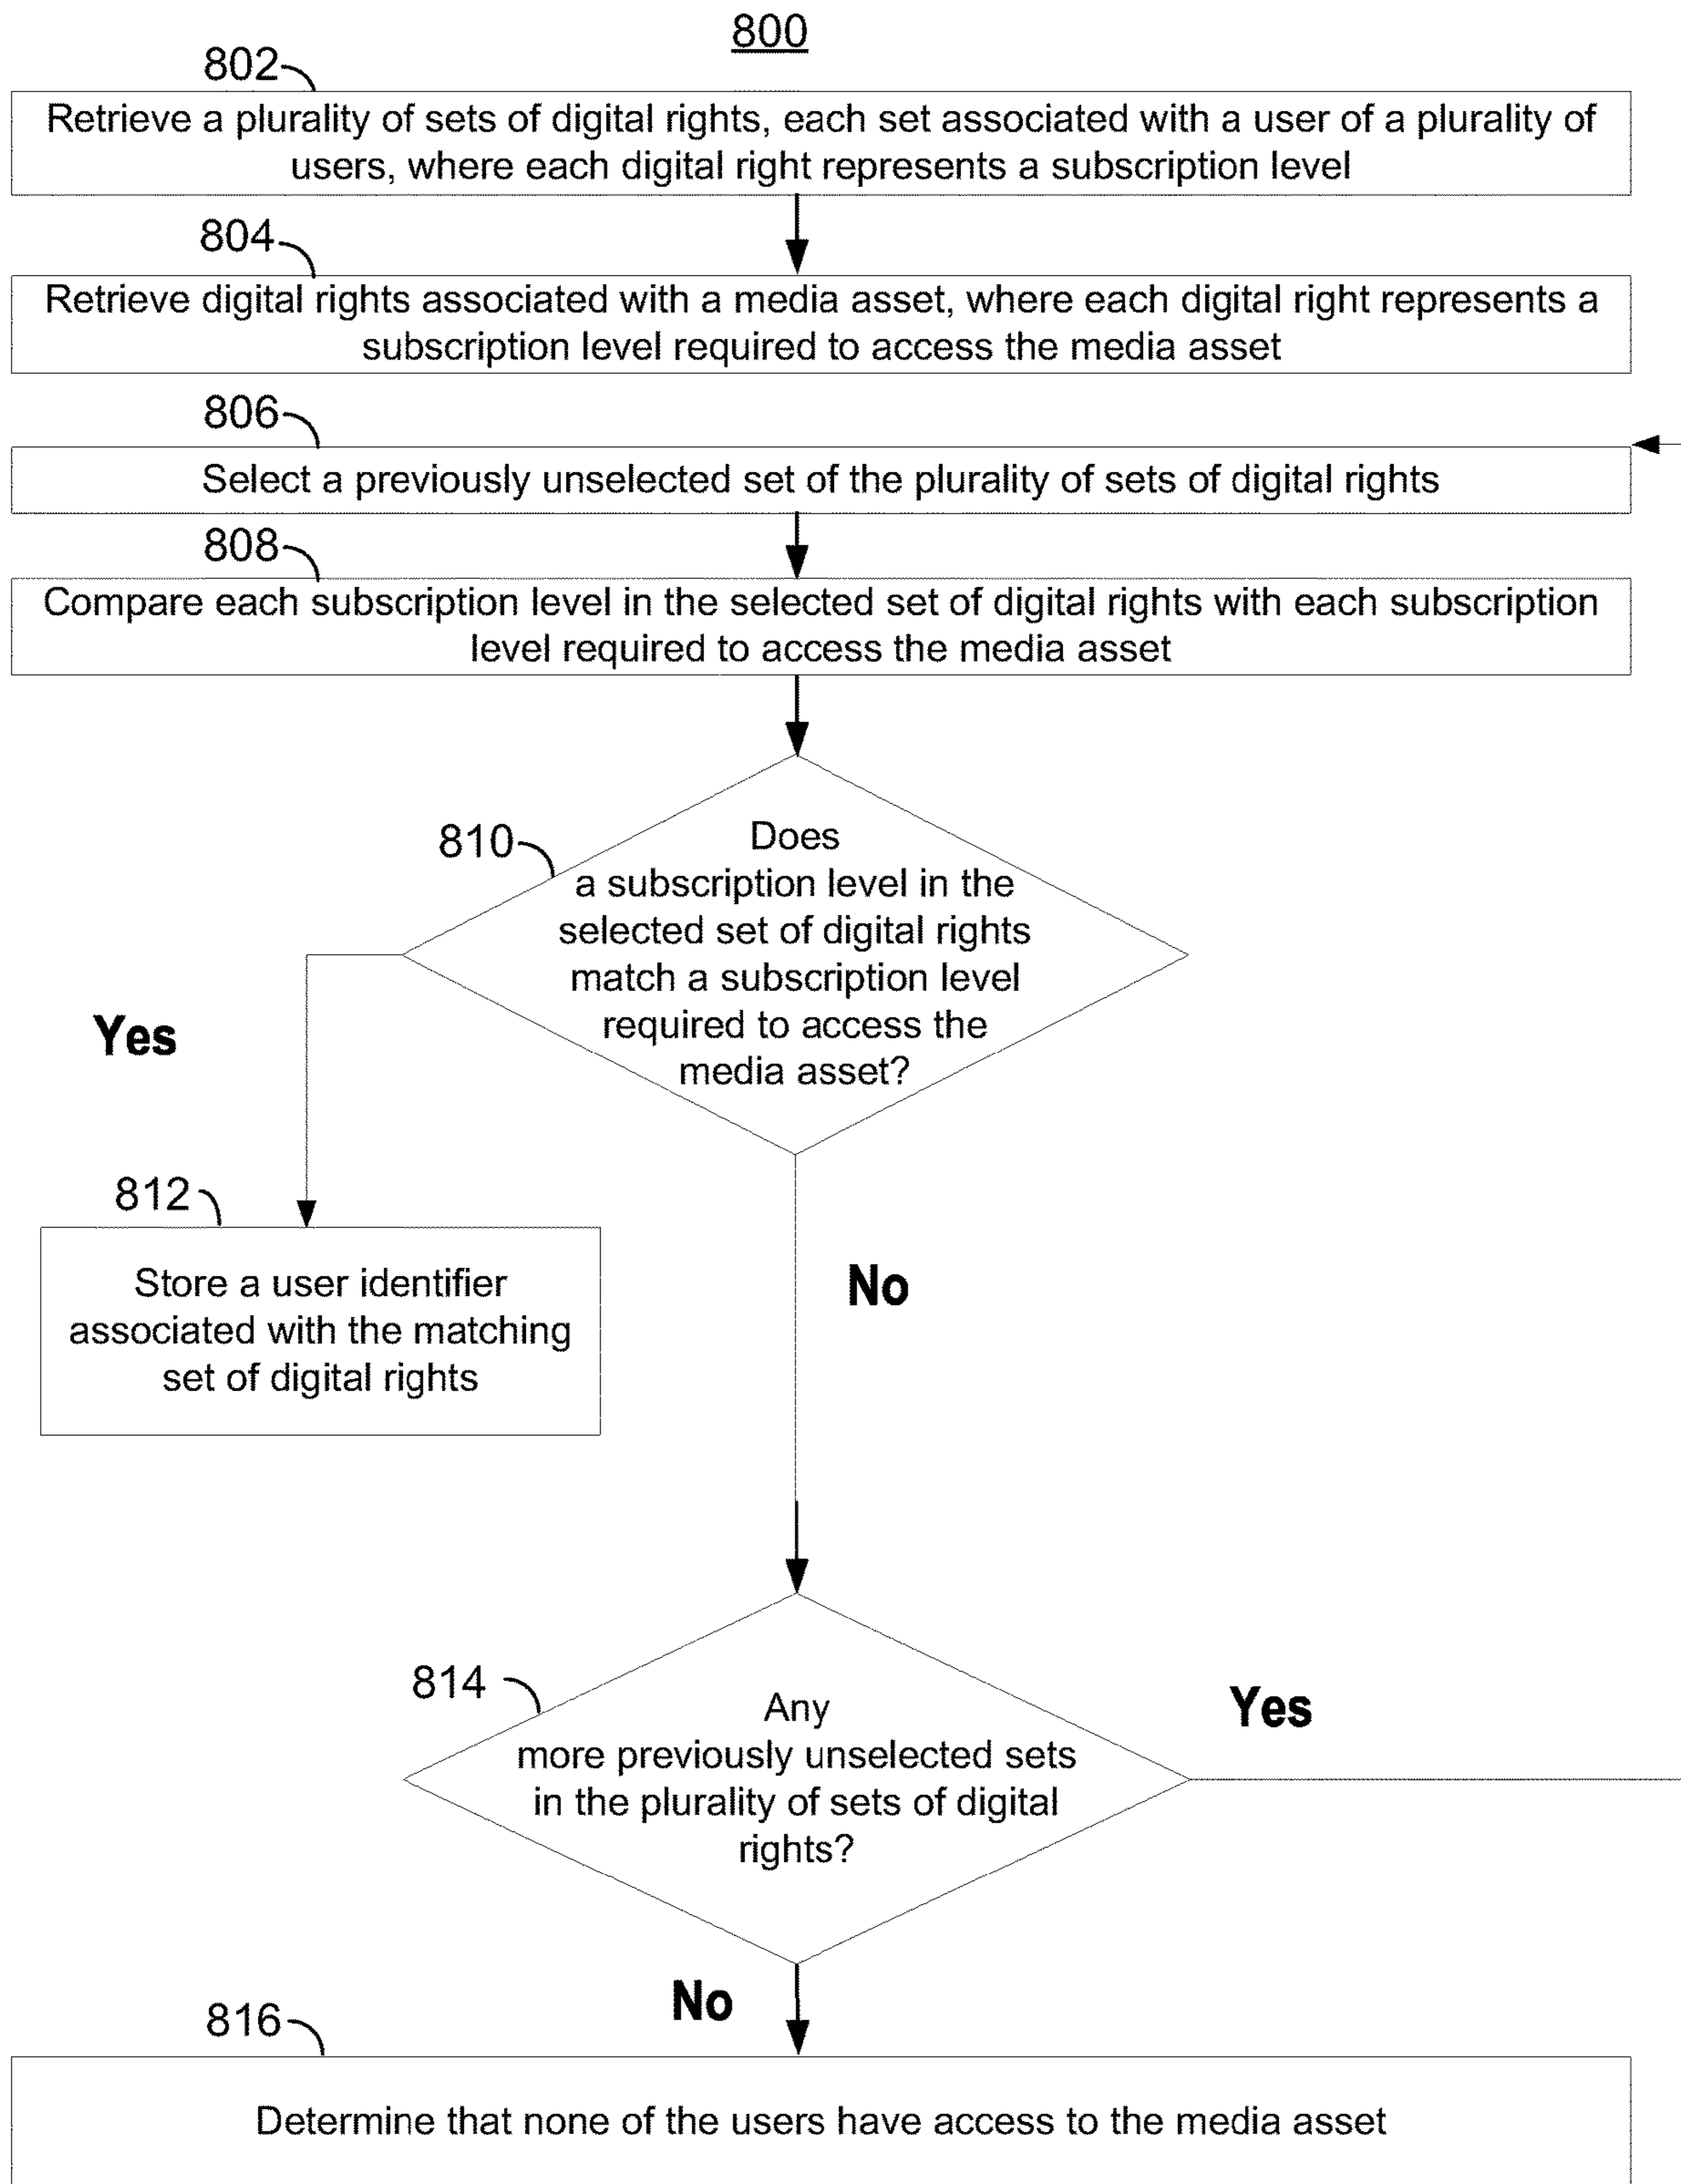 800
802
Retrieve a plurality of sets of digital rights, each set associated with a user of a plurality of
users, where each digital right represents a subscription level
804
Retrieve digital rights associated with a media asset, where each digital right represents a
subscription level required to access the media asset
806
Select a previously unselected set of the plurality of sets of digital rights
808
Compare each subscription level in the selected set of digital rights with each subscription
level required to access the media asset
810
Does
a subscription level in the
selected set of digital rights
match a subscription level
required to access the
media asset?
Yes
812
Store a user identifier
associated with the matching
set of digital rights
No
814
Any
more previously unselected sets
in the plurality of sets of digital
rights?
Yes
No
816
Determine that none of the users have access to the media asset